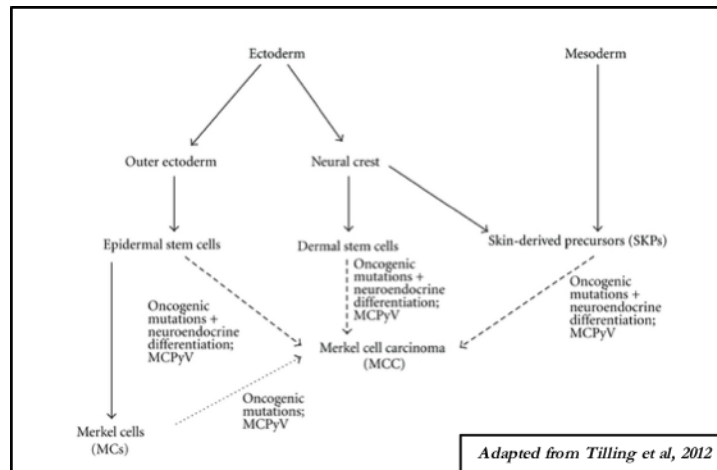 Ectoderm
Mesoderm
Outer ectoderm
Neural crest
Epidermal stem cells
Dermal stem cells
Skin-derived precursors (SKPs)
Oncogenic
mutations +
neuroendocrine
differentiation;
MCPyV
Oncogenic
mutations +
neuroendocrine
differentiation;
MCPyV
Oncogenic
mutations +
neuroendocrine
differentiation;
MCPyV
Merkel cell carcinoma
(MCC)
Oncogenic
mutations;
MCPyV
Merkel cells
(MCs)
Adapted from Tilling et al, 2012